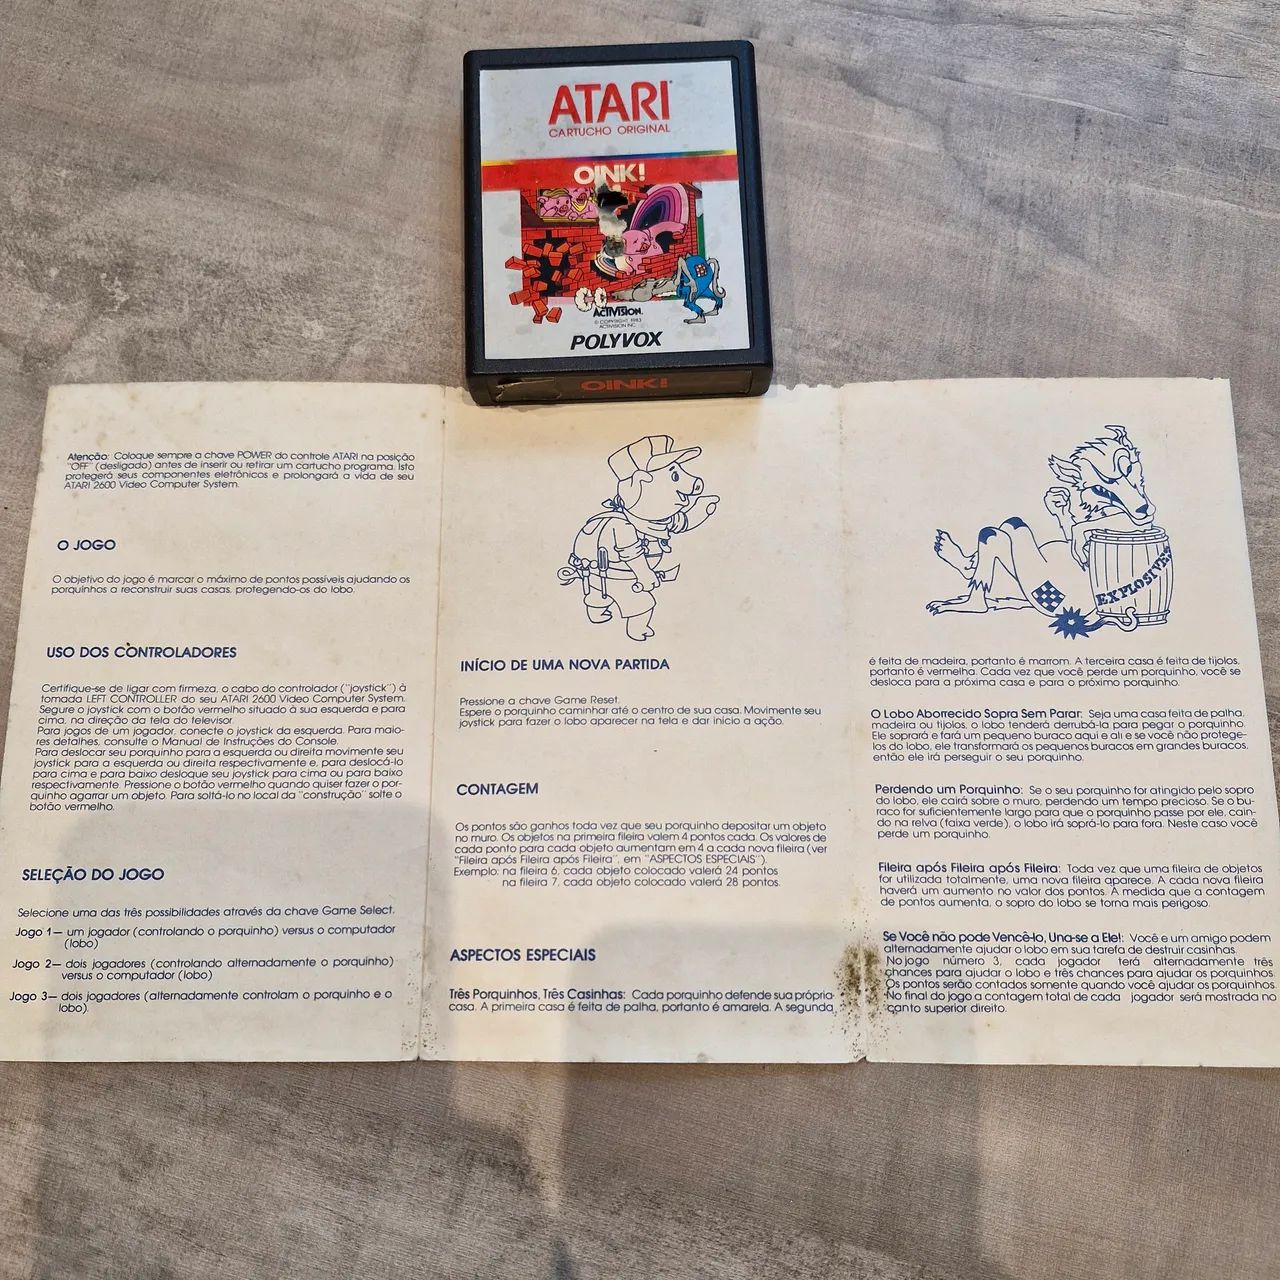 ATARI
CARTUCHO ORIGINAL
OINK!
ACTIVISION.
© COPYRIGHT 1983
ACTIVISION INC.
POLYVOX
OINK!
Atenção: Coloque sempre a chave POWER do controle ATARI na posição
"OFF" (desligado) antes de inserir ou retirar um cartucho programa. Isto
protegerá seus componentes eletrônicos e prolongará a vida de seu
ATARI 2600 Video Computer System.
O JOGO
O objetivo do jogo é marcar o máximo de pontos possíveis ajudando os
porquinhos a reconstruir suas casas, protegendo-os do lobo.
USO DOS CONTROLADORES
Certifique-se de ligar com firmeza, o cabo do controlador ("joystick") à
tomada LEFT CONTROLLER do seu ATARI 2600 Video Computer System.
Segure o joystick com o botão vermelho situado à sua esquerda e para
cima, na direção da tela do televisor.
Para jogos de um jogador, conecte o joystick da esquerda. Para maio-
res detalhes, consulte o Manual de Instruções do Console.
Para deslocar seu porquinho para a esquerda ou direita movimente seu
joystick para a esquerda ou direita respectivamente e, para deslocá-lo
para cima e para baixo desloque seu joystick para cima ou para baixo
respectivamente. Pressione o botão vermelho quando quiser fazer o por-
quinho agarrar um objeto. Para soltá-lo no local da "construção" solte o
botão vermelho.
SELEÇÃO DO JOGO
Selecione uma das três possibilidades através da chave Game Select.
Jogo 1— um jogador (controlando o porquinho) versus o computador
(lobo)
Jogo 2— dois jogadores (controlando alternadamente o porquinho)
versus o computador (lobo)
Jogo 3— dois jogadores (alternadamente controlam o porquinho e o
lobo).
INÍCIO DE UMA NOVA PARTIDA
Pressione a chave Game Reset.
Espere o porquinho caminhar até o centro de sua casa. Movimente seu
joystick para fazer o lobo aparecer na tela e dar início a ação.
CONTAGEM
Os pontos são ganhos toda vez que seu porquinho depositar um objeto
no muro. Os objetos na primeira fileira valem 4 pontos cada. Os valores de
cada ponto para cada objeto aumentam em 4 a cada nova fileira (ver
"Fileira após Fileira após Fileira", em "ASPECTOS ESPECIAIS").
Exemplo: na fileira 6, cada objeto colocado valerá 24 pontos
na fileira 7, cada objeto colocado valerá 28 pontos.
ASPECTOS ESPECIAIS
Três Porquinhos, Três Casinhas: Cada porquinho defende sua própria
casa. A primeira casa é feita de palha, portanto é amarela. A segunda
EXPLOSIVES
é feita de madeira, portanto é marrom. A terceira casa é feita de tijolos,
portanto é vermelha. Cada vez que você perde um porquinho, você se
desloca para a próxima casa e para o próximo porquinho.
O Lobo Aborrecido Sopra Sem Parar: Seja uma casa feita de palha,
madeira ou tijolos, o lobo tenderá derrubá-la para pegar o porquinho.
Ele soprará e fará um pequeno buraco aqui e ali e se você não protege-
los do lobo, ele transformará os pequenos buracos em grandes buracos,
então ele irá perseguir o seu porquinho.
Perdendo um Porquinho: Se o seu porquinho for atingido pelo sopro
do lobo, ele cairá sobre o muro, perdendo um tempo precioso. Se o bu-
raco for suficientemente largo para que o porquinho passe por ele, cain-
do na relva (faixa verde), o lobo irá soprá-lo para fora. Neste caso você
perde um porquinho.
Fileira após Fileira após Fileira: Toda vez que uma fileira de objetos
for utilizada totalmente, uma nova fileira aparece. A cada nova fileira
haverá um aumento no valor dos pontos. À medida que a contagem
de pontos aumenta, o sopro do lobo se torna mais perigoso.
Se Você não pode Vencê-lo, Una-se a Ele!: Você e um amigo podem
alternadamente ajudar o lobo em sua tarefa de destruir casinhas.
No jogo número 3, cada jogador terá alternadamente três
chances para ajudar o lobo e três chances para ajudar os porquinhos.
Os pontos serão contados somente quando você ajudar os porquinhos.
No final do jogo a contagem total de cada jogador será mostrada no
canto superior direito.